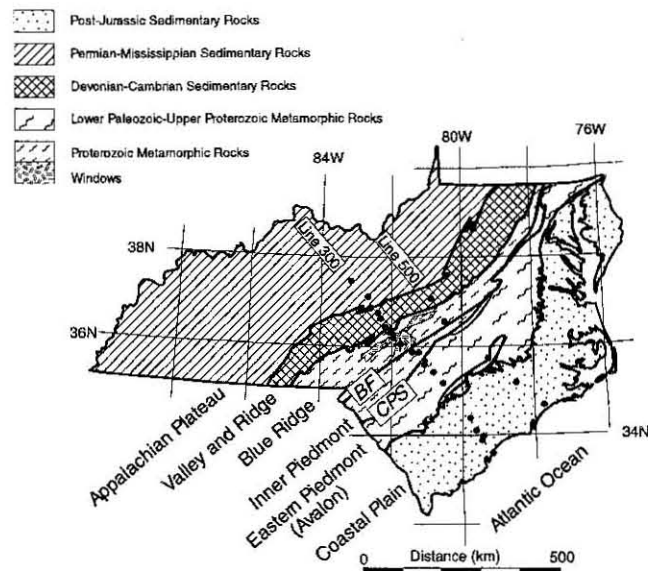 Post-Jurassic Sedimentary Rocks
Permian-Mississippian Sedimentary Rocks
Devonian-Cambrian Sedimentary Rocks
Lower Paleozoic-Upper Proterozoic Metamorphic Rocks
Proterozoic Metamorphic Rocks
Windows
84W
80W
76W
38N
Line 300
Line 500
36N
34N
BF
CPS
Appalachian Plateau
Valley and Ridge
Blue Ridge
Inner Piedmont
Eastern Piedmont
(Avalon)
Coastal Plain
Atlantic Ocean
Distance (km)
0
500